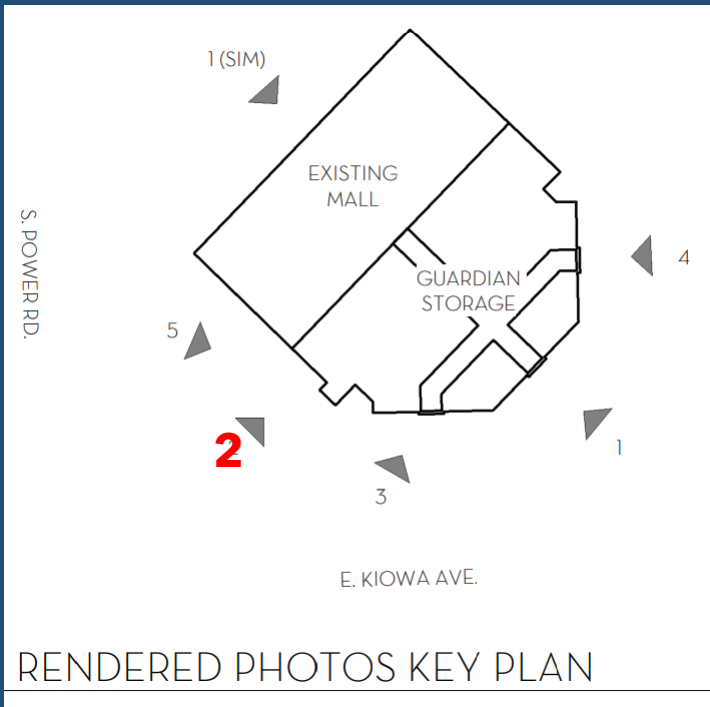 1 (SIM)
EXISTING
MALL
S. POWER RD.
4
GUARDIAN
STORAGE
5
2
1
3
E. KIOWA AVE.
RENDERED PHOTOS KEY PLAN